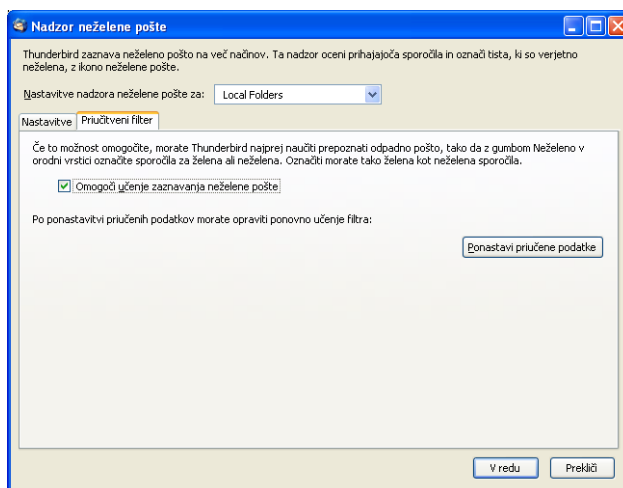 Nadzor neželene pošte
Thunderbird zaznava neželeno pošto na več načinov. Ta nadzor oceni prihajajoča sporočila in označi tista, ki so verjetno
neželena, z ikono neželene pošte.
Nastavitve nadzora neželene pošte za: Local Folders
Nastavitve Priučitveni filter
Če to možnost omogočite, morate Thunderbird najprej naučiti prepoznati odpadno pošto, tako da z gumbom Neželeno v
orodni vrstici označite sporočila za želena ali neželena. Označiti morate tako želena kot neželena sporočila.
Omogoči učenje zaznavanja neželene pošte
Po ponastavitvi priučenih podatkov morate opraviti ponovno učenje filtra:
Ponastavi priučene podatke
V redu Prekliči